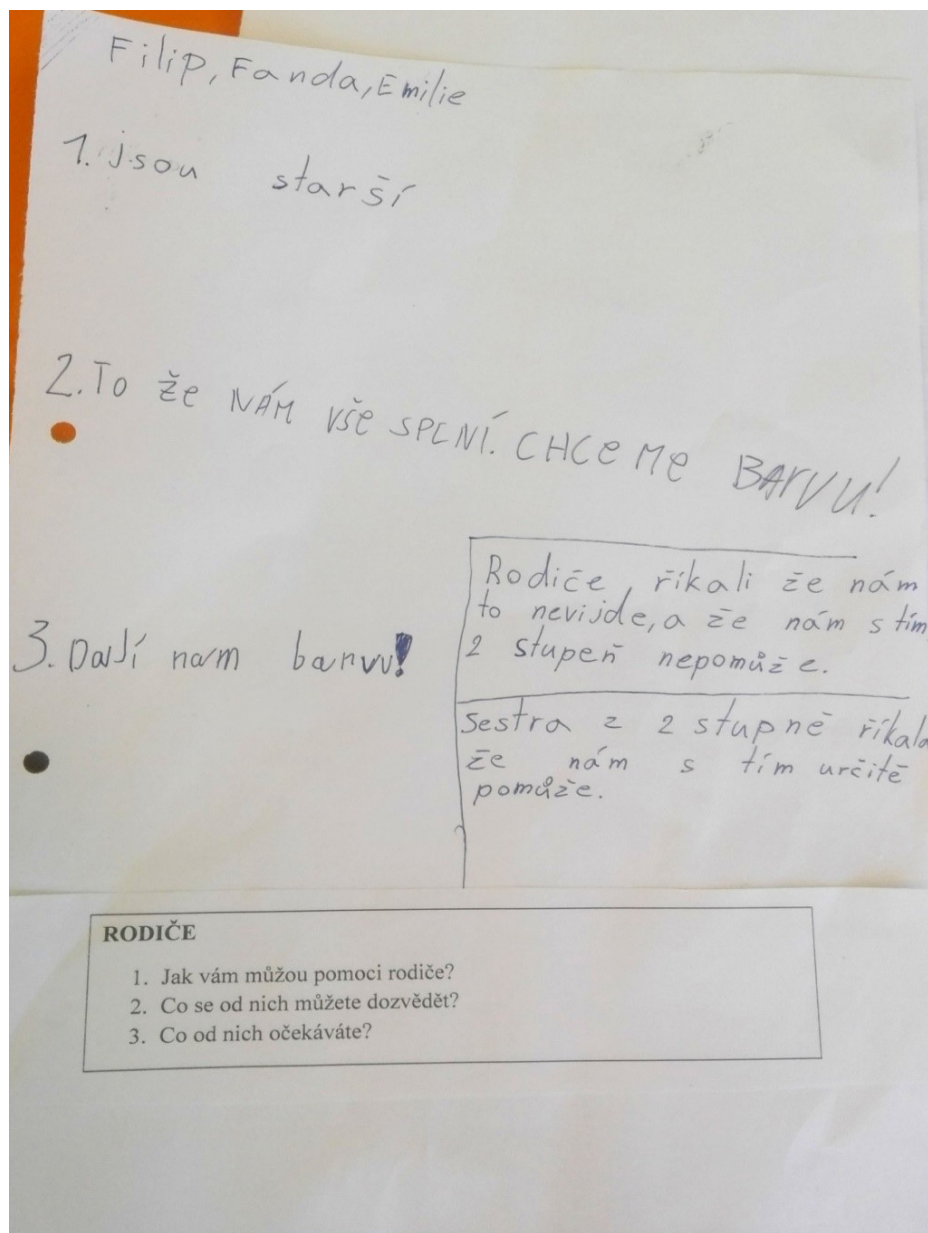 Filip, Fanda, Emilie
1. jsou starší
2. To že NÁM VŠE SPLNÍ. CHCEME BARVU!
3. Dají nam barvu!
Rodiče, říkali že nám
to nevijde, a že nám s tím
2 stupeň nepomůže.
Sestra z 2 stupně říkala
že nám s tím určitě
pomůže.
RODIČE
1. Jak vám můžou pomoci rodiče?
2. Co se od nich můžete dozvědět?
3. Co od nich očekáváte?